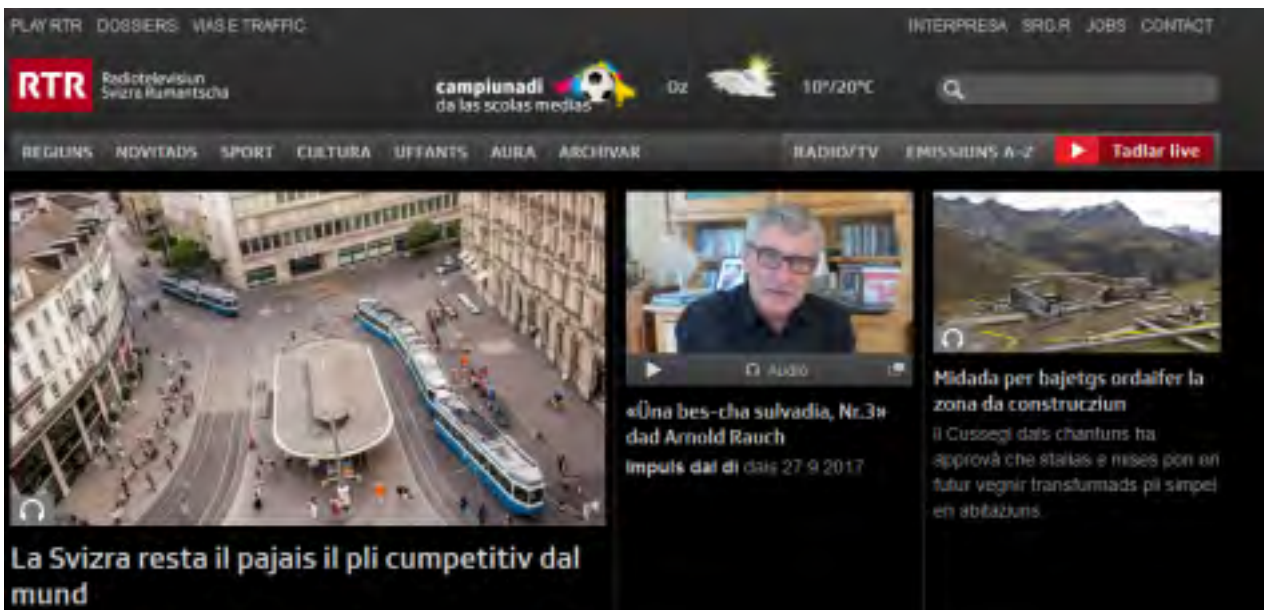 PLAY RTR DOSSIERS VIAS E TRAFFIC
INTERPRESA SRG.R JOBS CONTACT
RTR Radiotelevisiun
Svizra Rumantscha
campiunadi
da las scolas medias
Oz 10°/20°C
REGIUNS NOVITADS SPORT CULTURA UFFANTS AURA ARCHIVAR
RADIO/TV EMISSIUNS A-Z Tadlar live
La Svizra resta il pajais il pli cumpetitiv dal
mund
Audio
«Üna bes-cha sulvadia, Nr.3»
dad Arnold Rauch
Impuls dal di dals 27.9.2017
Midada per bajetgs ordaifer la
zona da construcziun
Il Cussegl dals chantuns ha
approvà che stallas e mises pon en
futur vegnir transfurmads pli simpel
en abitaziuns.